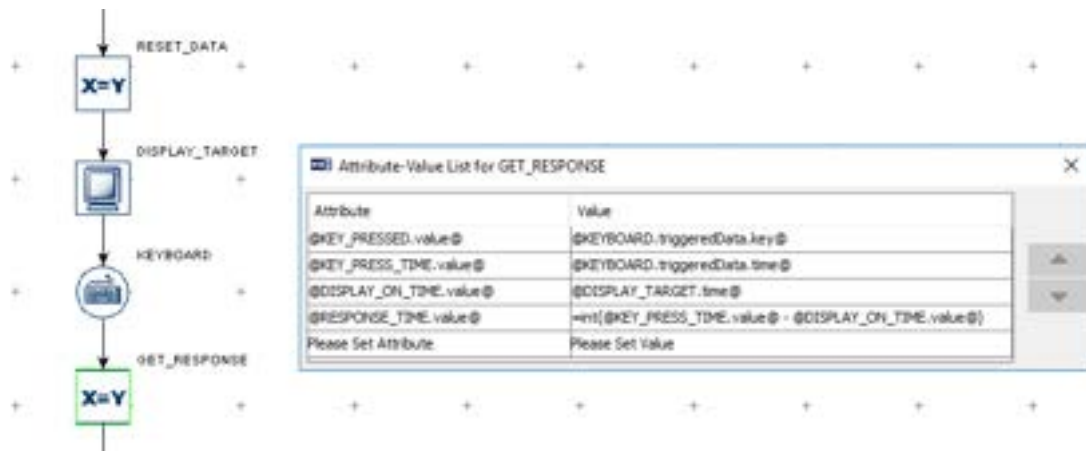 RESET_DATA
X=Y
DISPLAY_TARGET
KEYBOARD
GET_RESPONSE
X=Y
Attribute-Value List for GET_RESPONSE
Attribute Value
@KEY_PRESSED.value@ @KEYBOARD.triggeredData.key@
@KEY_PRESS_TIME.value@ @KEYBOARD.triggeredData.time@
@DISPLAY_ON_TIME.value@ @DISPLAY_TARGET.time@
@RESPONSE_TIME.value@ =int(@KEY_PRESS_TIME.value@ - @DISPLAY_ON_TIME.value@)
Please Set Attribute Please Set Value